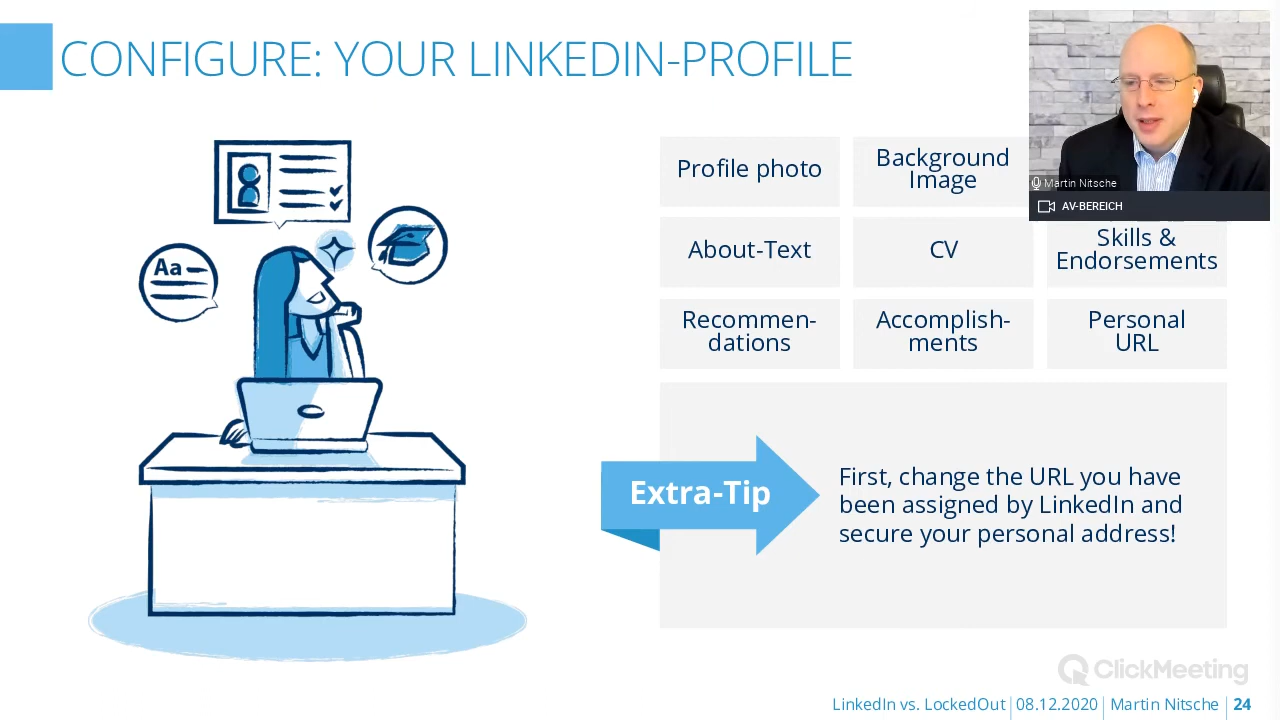 CONFIGURE: YOUR LINKEDIN-PROFILE
Martin Nitsche
AV-BEREICH
Aa
Profile photo
Background
Image
About-Text
CV
Skills &
Endorsements
Recommen-
dations
Accomplish-
ments
Personal
URL
Extra-Tip
First, change the URL you have
been assigned by LinkedIn and
secure your personal address!
ClickMeeting
LinkedIn vs. LockedOut | 08.12.2020 | Martin Nitsche | 24